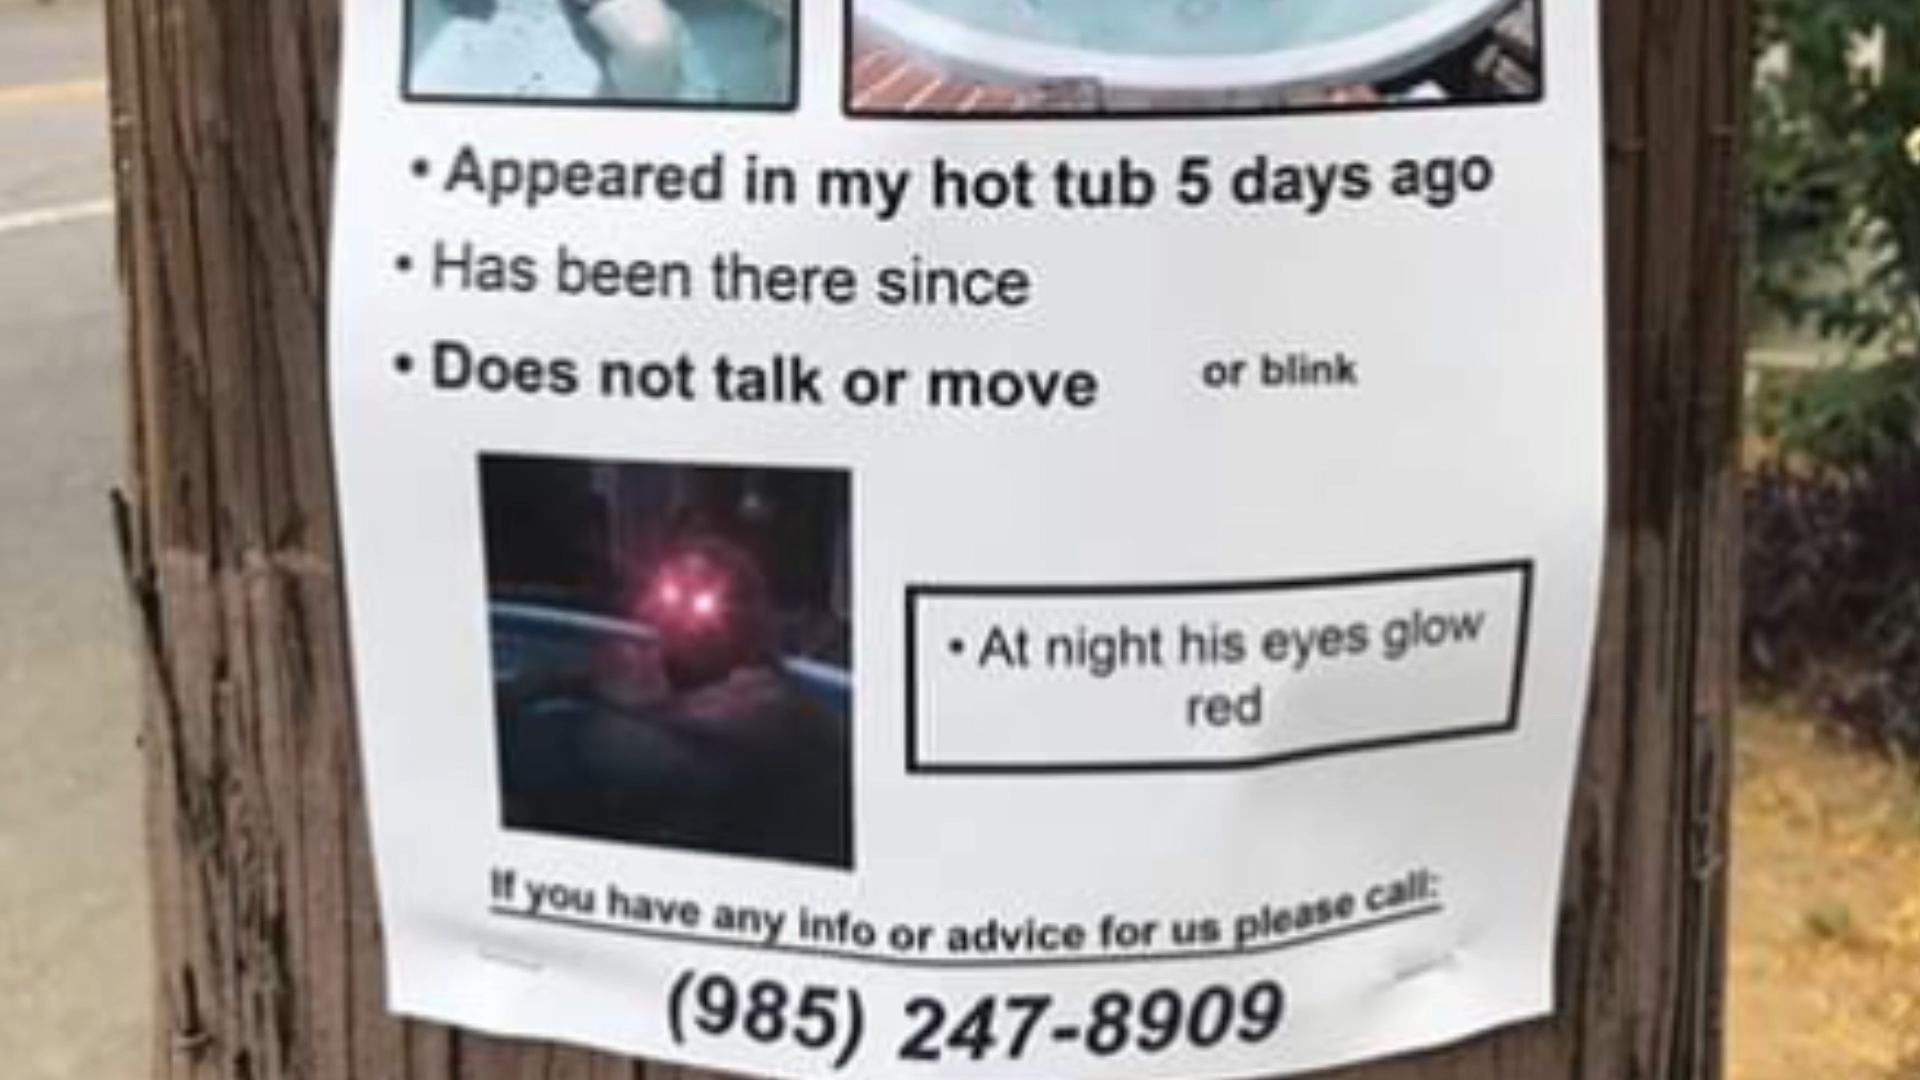 • Appeared in my hot tub 5 days ago
• Has been there since
• Does not talk or move or blink
• At night his eyes glow
red
If you have any info or advice for us please call:
(985) 247-8909